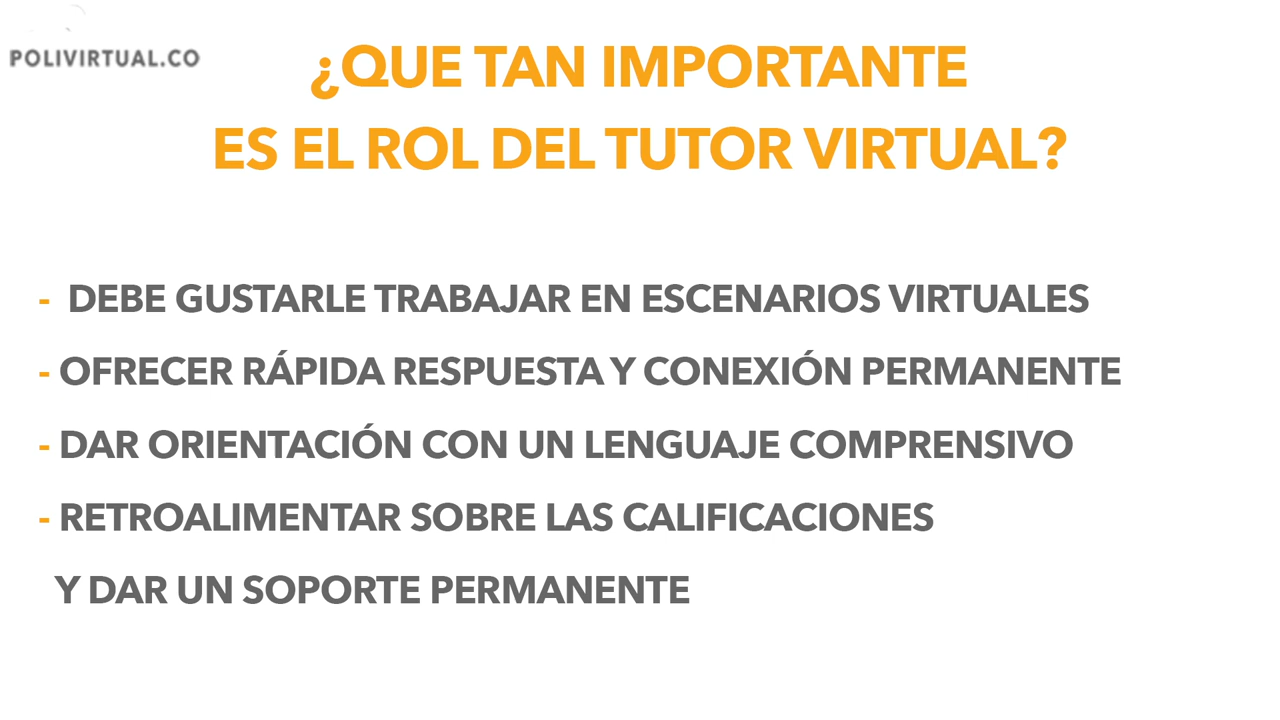 POLIVIRTUAL.CO
¿QUE TAN IMPORTANTE
ES EL ROL DEL TUTOR VIRTUAL?
- DEBE GUSTARLE TRABAJAR EN ESCENARIOS VIRTUALES
- OFRECER RÁPIDA RESPUESTA Y CONEXIÓN PERMANENTE
- DAR ORIENTACIÓN CON UN LENGUAJE COMPRENSIVO
- RETROALIMENTAR SOBRE LAS CALIFICACIONES
Y DAR UN SOPORTE PERMANENTE